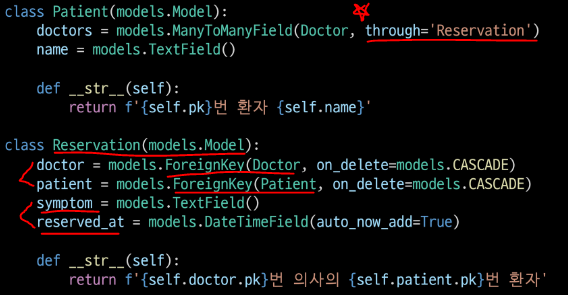 class Patient(models.Model):
    doctors = models.ManyToManyField(Doctor, through='Reservation')
    name = models.TextField()
    def __str__(self):
        return f'{self.pk}번 환자 {self.name}'
class Reservation(models.Model):
    doctor = models.ForeignKey(Doctor, on_delete=models.CASCADE)
    patient = models.ForeignKey(Patient, on_delete=models.CASCADE)
    symptom = models.TextField()
    reserved_at = models.DateTimeField(auto_now_add=True)
    def __str__(self):
        return f'{self.doctor.pk}번 의사의 {self.patient.pk}번 환자'